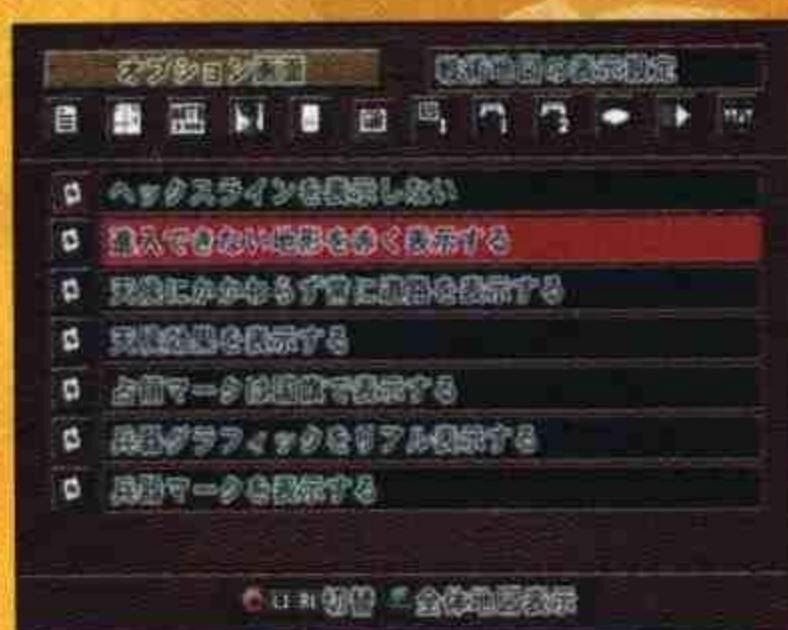 オプション画面
戦術地図の表示設定
ヘックスラインを表示しない
進入できない地形を赤く表示する
天候にかかわらず常に道路を表示する
天候効果を表示する
占領マークは国旗で表示する
兵器グラフィックをリアル表示する
兵器マークを表示する
L1 R1 切替 全体地図表示